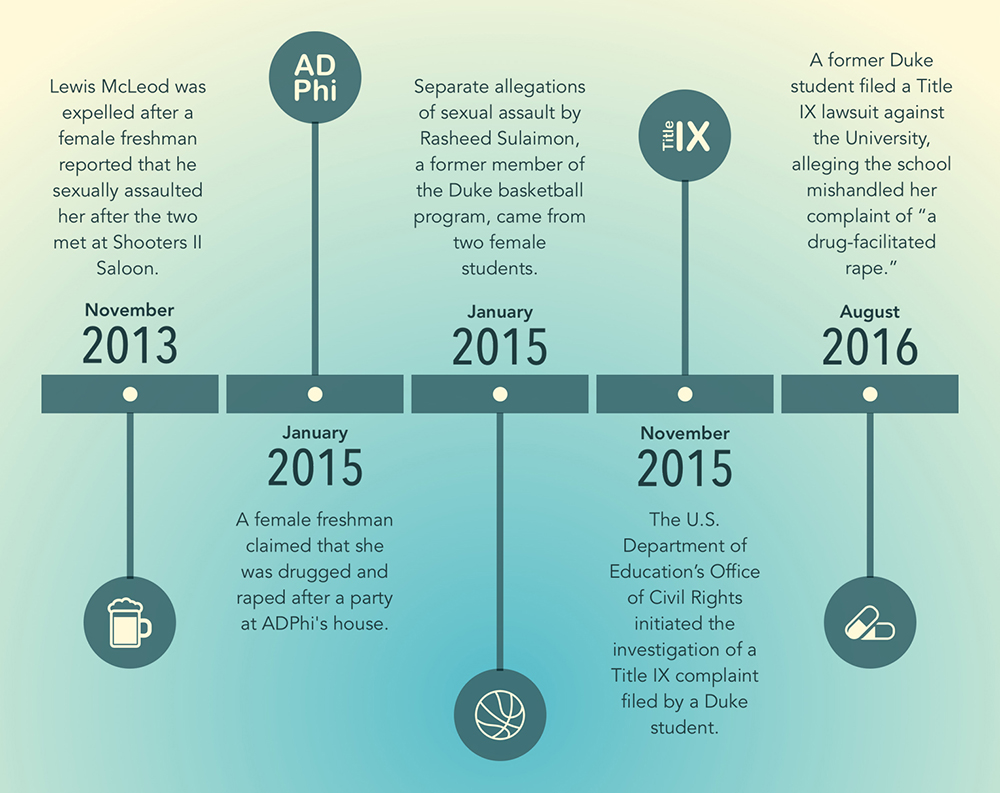 Lewis McLeod was
expelled after a
female freshman
reported that he
sexually assaulted
her after the two
met at Shooters II
Saloon.
November
2013
AD
Phi
January
2015
A female freshman
claimed that she
was drugged and
raped after a party
at ADPhi's house.
Separate allegations
of sexual assault by
Rasheed Sulaimon,
a former member of
the Duke basketball
program, came from
two female
students.
January
2015
Title IX
November
2015
The U.S.
Department of
Education’s Office
of Civil Rights
initiated the
investigation of a
Title IX complaint
filed by a Duke
student.
A former Duke
student filed a Title
IX lawsuit against
the University,
alleging the school
mishandled her
complaint of “a
drug-facilitated
rape.”
August
2016